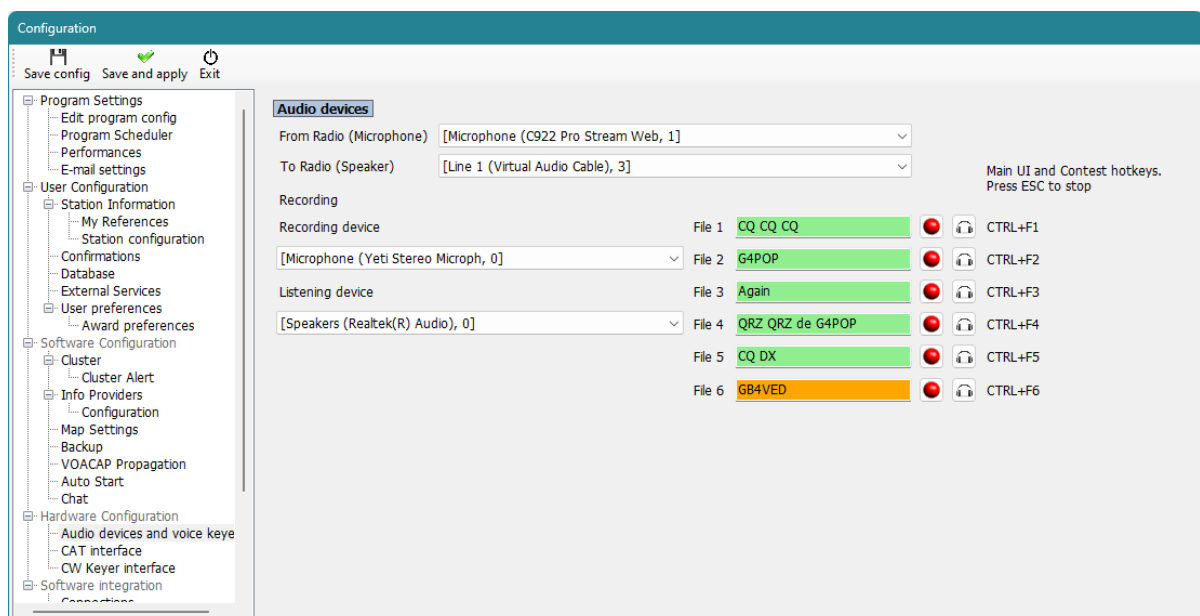 Configuration
Save config Save and apply Exit
Program Settings
Edit program config
Program Scheduler
Performances
E-mail settings
User Configuration
Station Information
My References
Station configuration
Confirmations
Database
External Services
User preferences
Award preferences
Software Configuration
Cluster
Cluster Alert
Info Providers
Configuration
Map Settings
Backup
VOACAP Propagation
Auto Start
Chat
Hardware Configuration
Audio devices and voice keye
CAT interface
CW Keyer interface
Software integration
Connections
Audio devices
From Radio (Microphone) [Microphone (C922 Pro Stream Web, 1]
To Radio (Speaker) [Line 1 (Virtual Audio Cable), 3]
Main UI and Contest hotkeys.
Press ESC to stop
Recording
Recording device
[Microphone (Yeti Stereo Microph, 0]
Listening device
[Speakers (Realtek(R) Audio), 0]
File 1 CQ CQ CQ CTRL+F1
File 2 G4POP CTRL+F2
File 3 Again CTRL+F3
File 4 QRZ QRZ de G4POP CTRL+F4
File 5 CQ DX CTRL+F5
File 6 GB4VED CTRL+F6